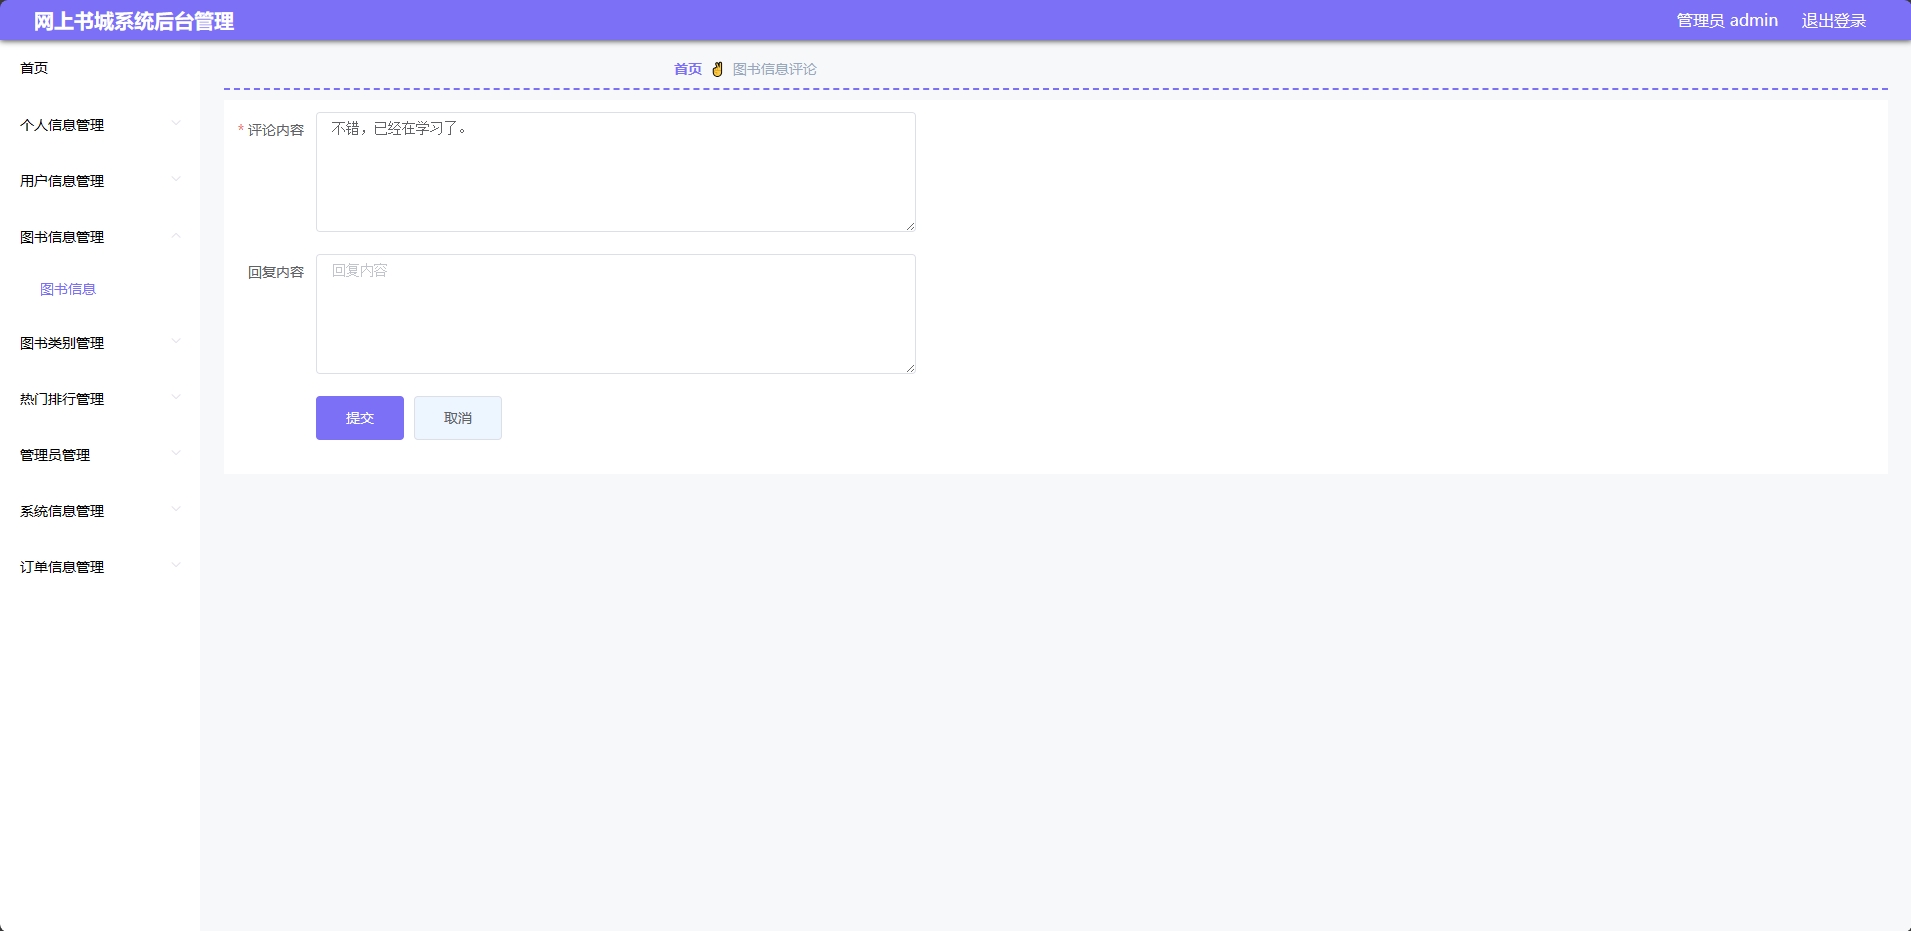 网上书城系统后台管理
管理员 admin 退出登录
首页
个人信息管理
用户信息管理
图书信息管理
图书信息
图书类别管理
热门排行管理
管理员管理
系统信息管理
订单信息管理
首页 ✌ 图书信息评论
* 评论内容
不错，已经在学习了。
回复内容
回复内容
提交 取消